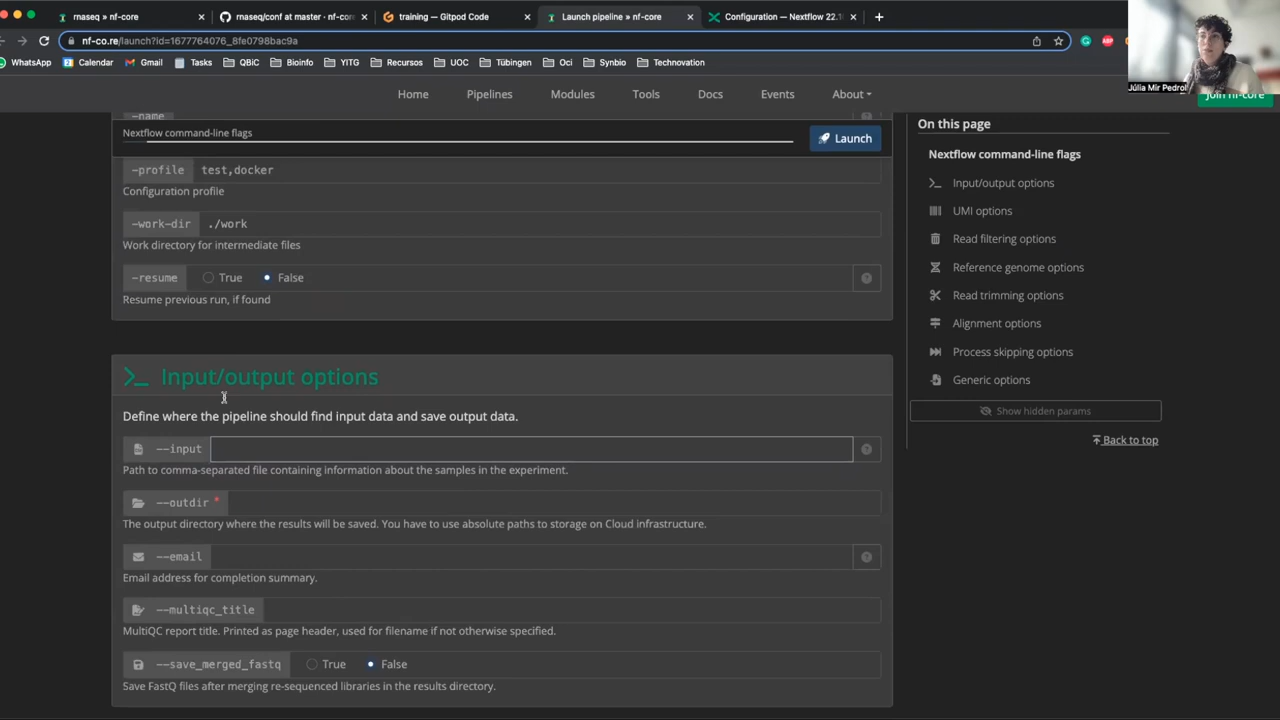 rnaseq » nf-core
rnaseq/conf at master · nf-cor
training — Gitpod Code
Launch pipeline » nf-core
Configuration — Nextflow 22.1
nf-co.re/launch?id=1677764076_8fe0798bac9a
ABP
WhatsApp
Calendar
Gmail
Tasks
QBiC
Bioinfo
YITG
Recursos
UOC
Tübingen
Oci
Synbio
Technovation
Júlia Mir Pedrol
Home
Pipelines
Modules
Tools
Docs
Events
About
Join nf-core
-name
Nextflow command-line flags
Launch
-profile test,docker
Configuration profile
-work-dir ./work
Work directory for intermediate files
-resume True False
Resume previous run, if found
Input/output options
Define where the pipeline should find input data and save output data.
--input
Path to comma-separated file containing information about the samples in the experiment.
--outdir *
The output directory where the results will be saved. You have to use absolute paths to storage on Cloud infrastructure.
--email
Email address for completion summary.
--multiqc_title
MultiQC report title. Printed as page header, used for filename if not otherwise specified.
--save_merged_fastq True False
Save FastQ files after merging re-sequenced libraries in the results directory.
On this page
Nextflow command-line flags
Input/output options
UMI options
Read filtering options
Reference genome options
Read trimming options
Alignment options
Process skipping options
Generic options
Show hidden params
Back to top